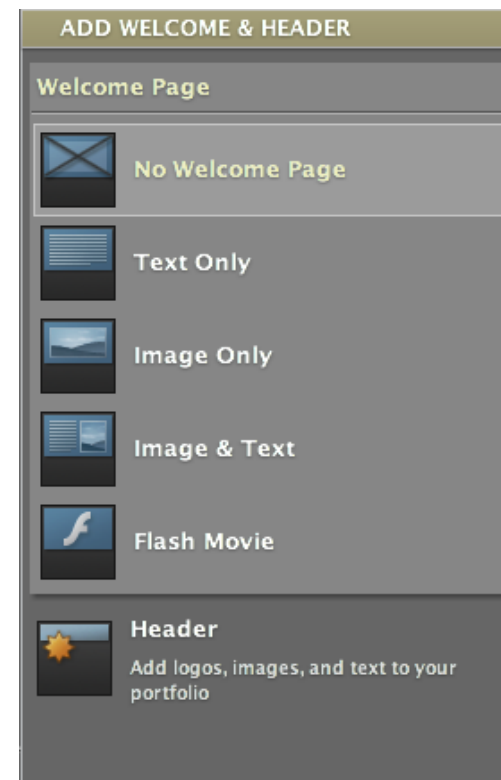 ADD WELCOME & HEADER
Welcome Page
No Welcome Page
Text Only
Image Only
Image & Text
Flash Movie
Header
Add logos, images, and text to your
portfolio